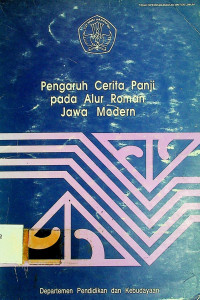 Pengaruh Cerita Panji
pada Alur Roman
Jawa Modern
Departemen Pendidikan dan Kebudayaan